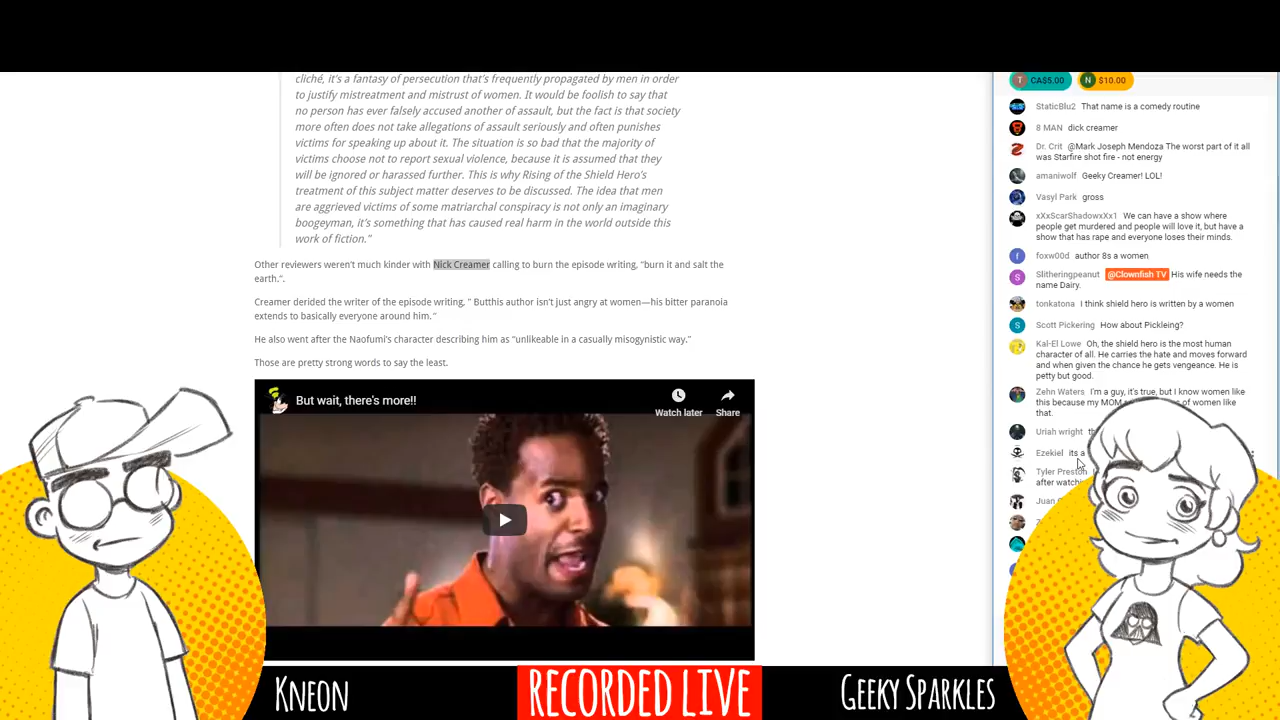 cliché, it's a fantasy of persecution that's frequently propagated by men in order
to justify mistreatment and mistrust of women. It would be foolish to say that
no person has ever falsely accused another of assault, but the fact is that society
more often does not take allegations of assault seriously and often punishes
victims for speaking up about it. The situation is so bad that the majority of
victims choose not to report sexual violence, because it is assumed that they
will be ignored or harassed further. This is why Rising of the Shield Hero's
treatment of this subject matter deserves to be discussed. The idea that men
are aggrieved victims of some matriarchal conspiracy is not only an imaginary
boogeyman, it's something that has caused real harm in the world outside this
work of fiction."
Other reviewers weren't much kinder with Nick Creamer calling to burn the episode writing, "burn it and salt the
earth.".
Creamer derided the writer of the episode writing, " Butthis author isn't just angry at women—his bitter paranoia
extends to basically everyone around him."
He also went after the Naofumi's character describing him as "unlikeable in a casually misogynistic way."
Those are pretty strong words to say the least.
But wait, there's more!!
Watch later
Share
T CA$5.00 N $10.00
StaticBlu2 That name is a comedy routine
8 MAN dick creamer
Dr. Crit @Mark Joseph Mendoza The worst part of it all
was Starfire shot fire - not energy
amaniwolf Geeky Creamer! LOL!
Vasyl Park gross
xXxScarShadowxXx1 We can have a show where
people get murdered and people will love it, but have a
show that has rape and everyone loses their minds.
f foxw00d author 8s a women
S Slitheringpeanut @Clownfish TV His wife needs the
name Dairy.
tonkatona I think shield hero is written by a women
S Scott Pickering How about Pickleing?
Kal-El Lowe Oh, the shield hero is the most human
character of all. He carries the hate and moves forward
and when given the chance he gets vengeance. He is
petty but good.
Zehn Waters I'm a guy, it's true, but I know women like
this because my MOM of women like
that.
Uriah wright
Ezekiel its a
Tyler Preston
after watchi
Juan
KNEON
RECORDED LIVE
GEEKY SPARKLES